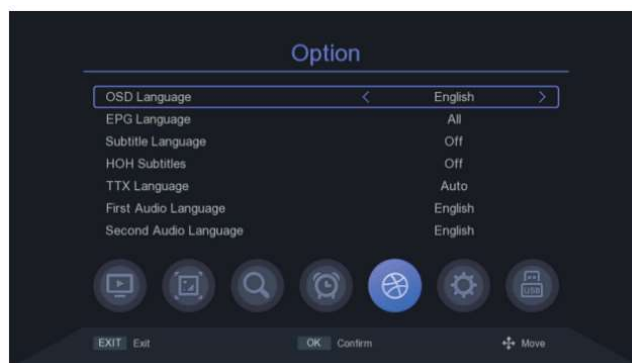 Option
OSD Language < English >
EPG Language All
Subtitle Language Off
HOH Subtitles Off
TTX Language Auto
First Audio Language English
Second Audio Language English
USB
EXIT Exit OK Confirm Move